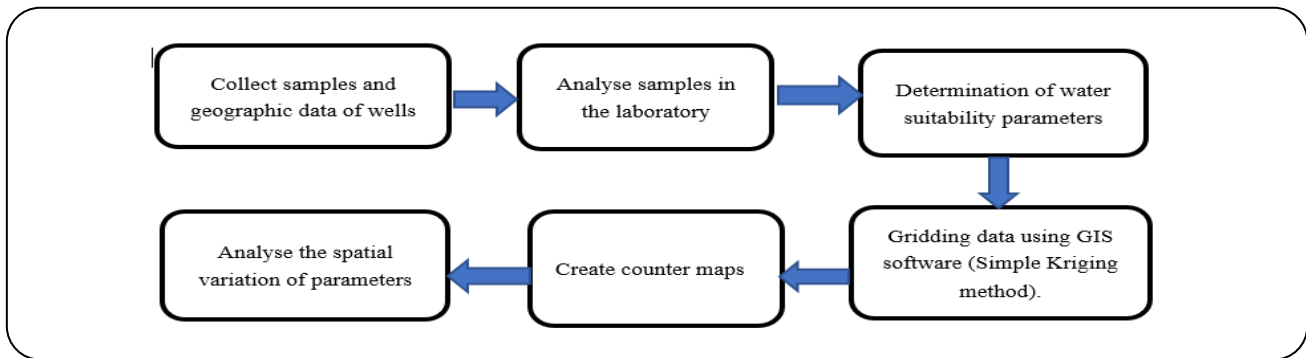 Collect samples and
geographic data of wells
Analyse samples in
the laboratory
Determination of water
suitability parameters
Gridding data using GIS
software (Simple Kriging
method).
Create counter maps
Analyse the spatial
variation of parameters